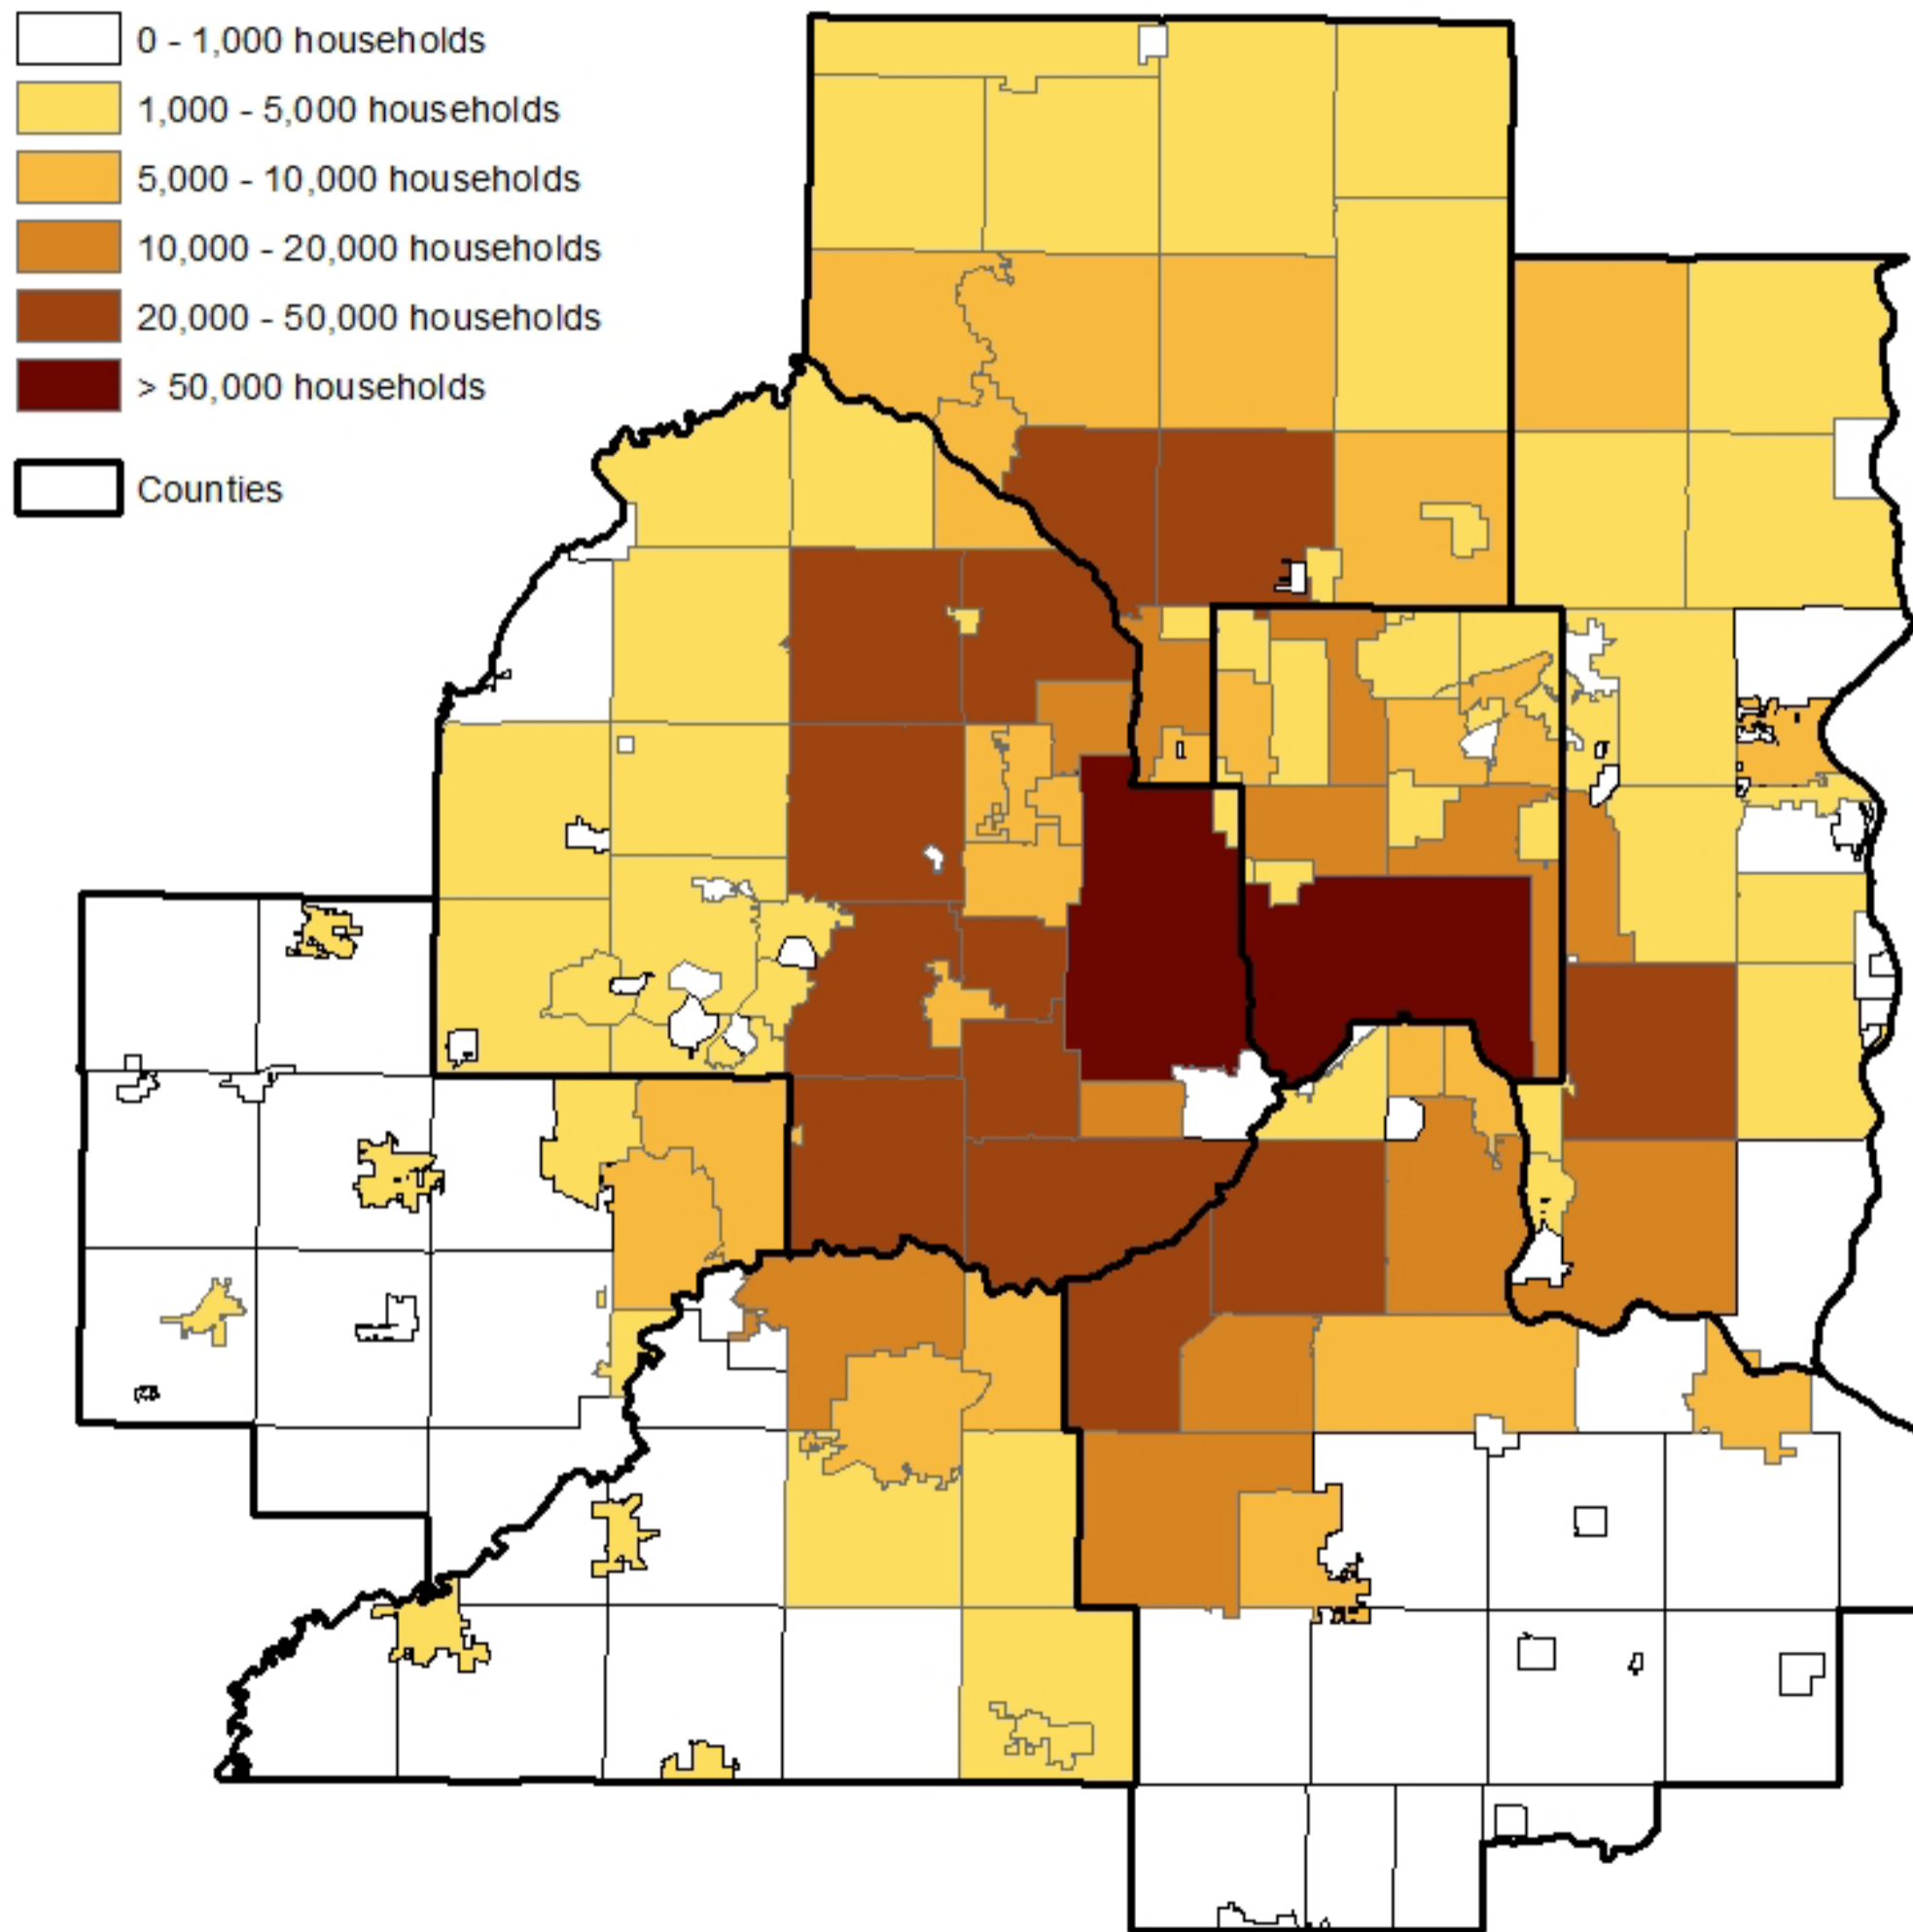 0 - 1,000 households
1,000 - 5,000 households
5,000 - 10,000 households
10,000 - 20,000 households
20,000 - 50,000 households
> 50,000 households
Counties